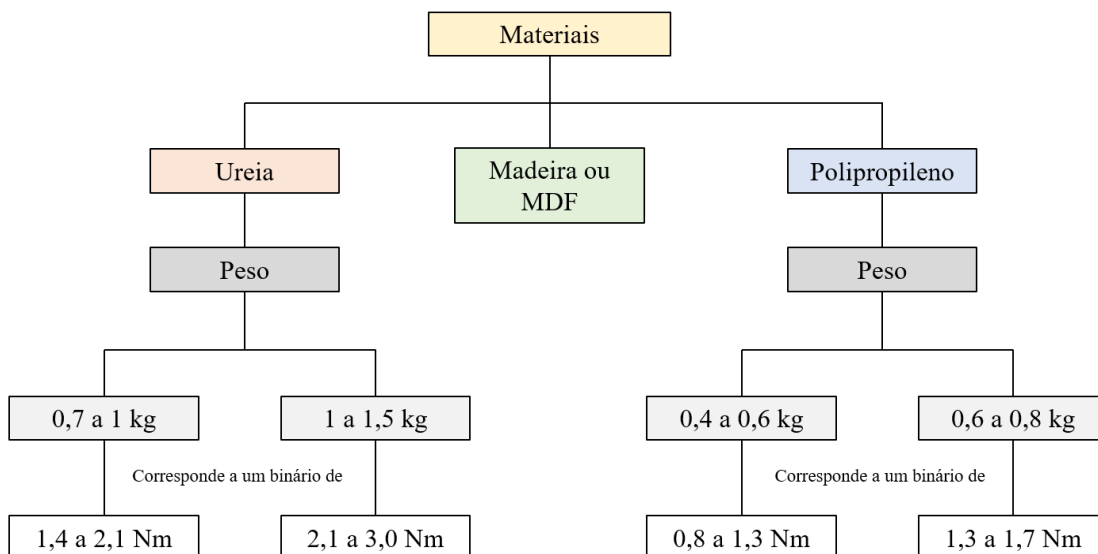 Materiais
Ureia
Madeira ou
MDF
Polipropileno
Peso
Peso
0,7 a 1 kg
1 a 1,5 kg
0,4 a 0,6 kg
0,6 a 0,8 kg
Corresponde a um binário de
Corresponde a um binário de
1,4 a 2,1 Nm
2,1 a 3,0 Nm
0,8 a 1,3 Nm
1,3 a 1,7 Nm